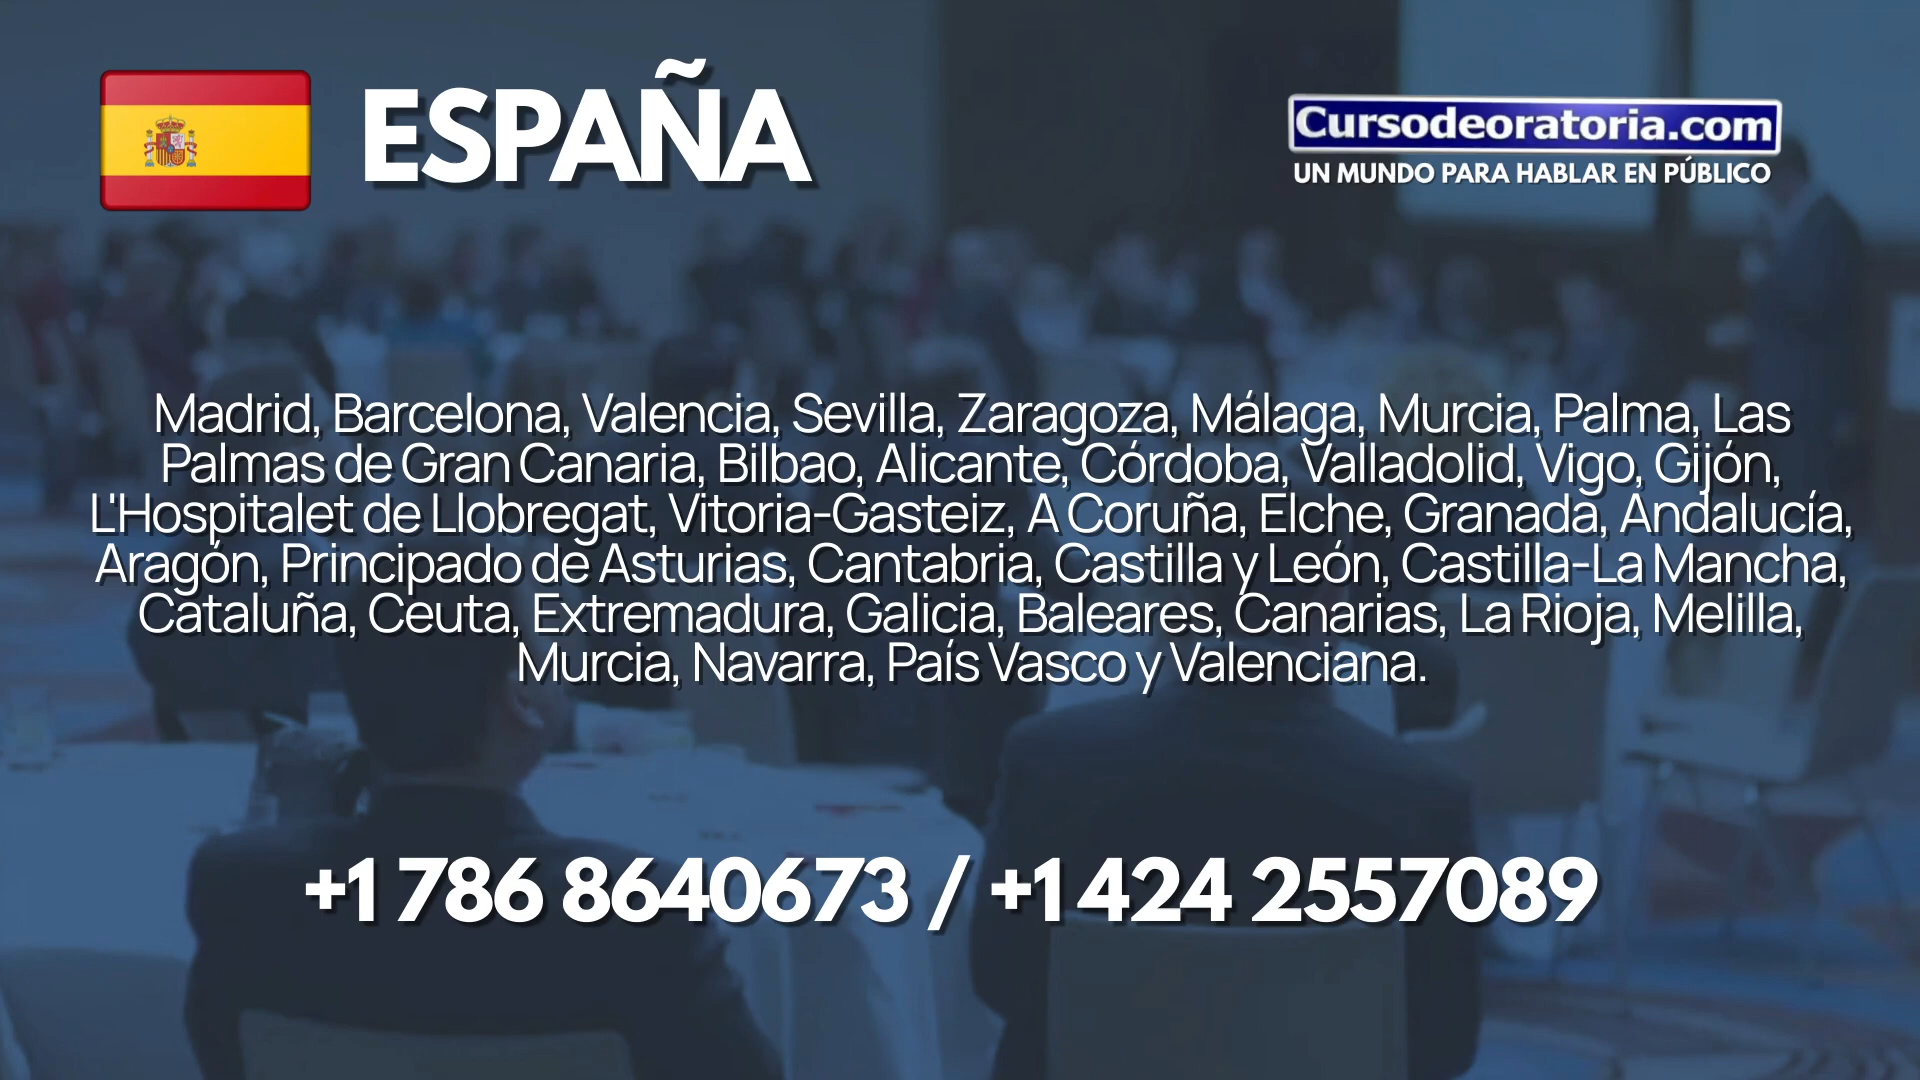 ESPAÑA
Cursodeoratoria.com
UN MUNDO PARA HABLAR EN PÚBLICO
Madrid, Barcelona, Valencia, Sevilla, Zaragoza, Málaga, Murcia, Palma, Las
Palmas de Gran Canaria, Bilbao, Alicante, Córdoba, Valladolid, Vigo, Gijón,
L'Hospitalet de Llobregat, Vitoria-Gasteiz, A Coruña, Elche, Granada, Andalucía,
Aragón, Principado de Asturias, Cantabria, Castilla y León, Castilla-La Mancha,
Cataluña, Ceuta, Extremadura, Galicia, Baleares, Canarias, La Rioja, Melilla,
Murcia, Navarra, País Vasco y Valenciana.
+1 786 8640673 / +1 424 2557089